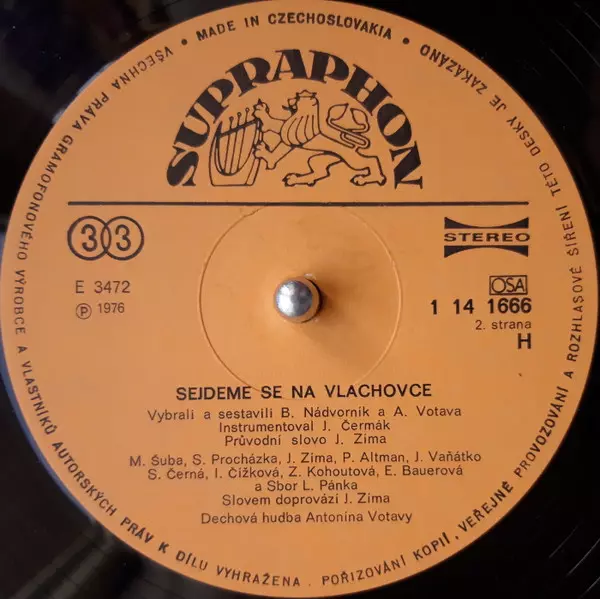 MADE IN CZECHOSLOVAKIA
VŠECHNA PRÁVA GRAMOFONOVÉHO VÝROBCE A VLASTNÍKŮ AUTORSKÝCH PRÁV K DÍLU VYHRAŽENA. POŘIZOVÁNÍ KOPIÍ, VEŘEJNÉ PROVOZOVÁNÍ A ROZHLASOVÉ ŠÍŘENÍ TÉTO DESKY JE ZAKÁZÁNO
SUPRAPHON
33
STEREO
E 3472
OSA
℗ 1976
1 14 1666
2. strana
H
SEJDEME SE NA VLACHOVCE
Vybrali a sestavili B. Nádvorník a A. Votava
Instrumentoval J. Čermák
Průvodní slovo J. Zíma
M. Šuba, S. Procházka, J. Zíma, P. Altman, J. Vaňátko
S. Černá, I. Čížková, Z. Kohoutová, E. Bauerová
a Sbor L. Pánka
Slovem doprovází J. Zíma
Dechová hudba Antonína Votavy